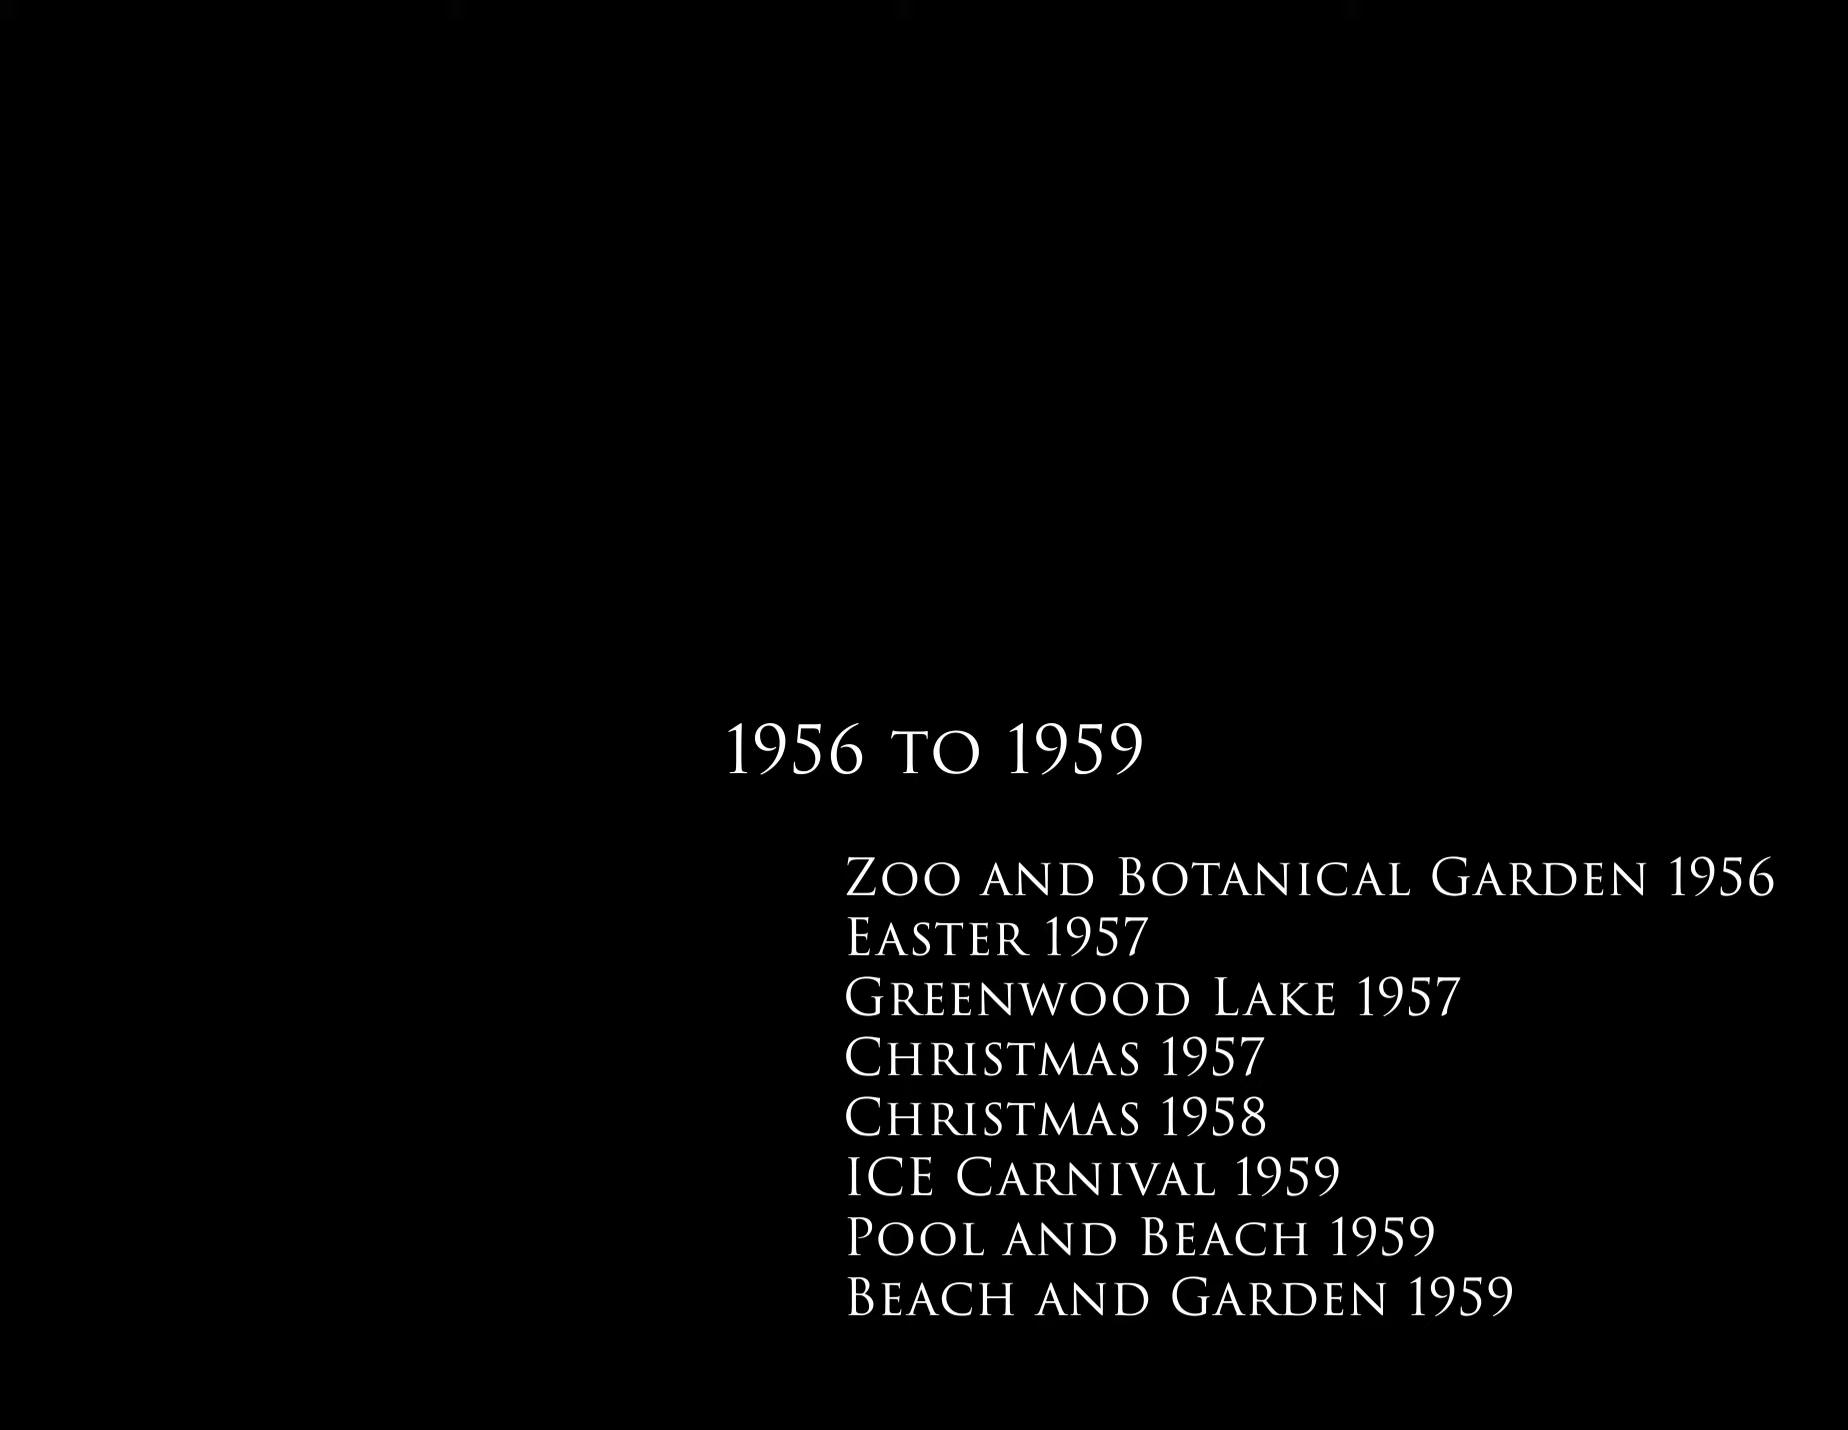 1956 to 1959
Zoo and Botanical Garden 1956
Easter 1957
Greenwood Lake 1957
Christmas 1957
Christmas 1958
ICE Carnival 1959
Pool and Beach 1959
Beach and Garden 1959